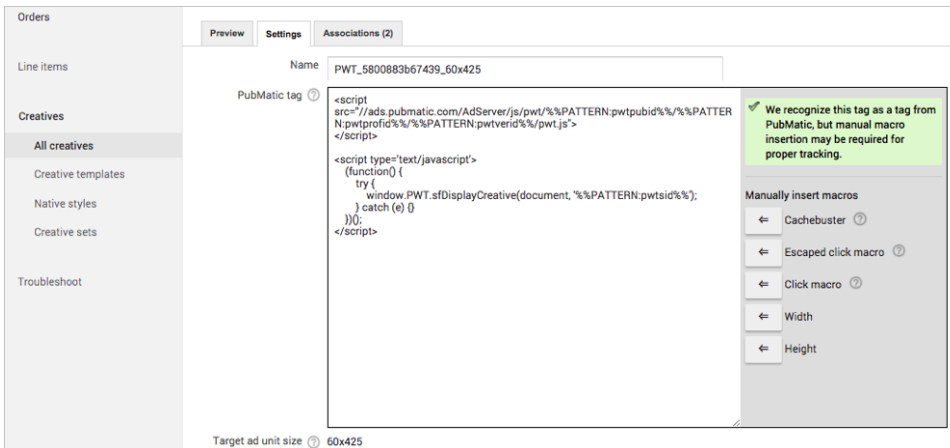 Orders
Line items
Creatives
All creatives
Creative templates
Native styles
Creative sets
Troubleshoot
Preview
Settings
Associations (2)
Name
PWT_5800883b67439_60x425
PubMatic tag ?
<script
src="//ads.pubmatic.com/AdServer/js/pwt/%%PATTERN:pwtpubid%%/%%PATTER
N:pwtprofid%%/%%PATTERN:pwtverid%%/pwt.js">
</script>
<script type='text/javascript'>
(function() {
try {
window.PWT.sfDisplayCreative(document, '%%PATTERN:pwtsid%%');
} catch (e) {}
})();
</script>
We recognize this tag as a tag from
PubMatic, but manual macro
insertion may be required for
proper tracking.
Manually insert macros
⇐ Cachebuster ?
⇐ Escaped click macro ?
⇐ Click macro ?
⇐ Width
⇐ Height
Target ad unit size ? 60x425